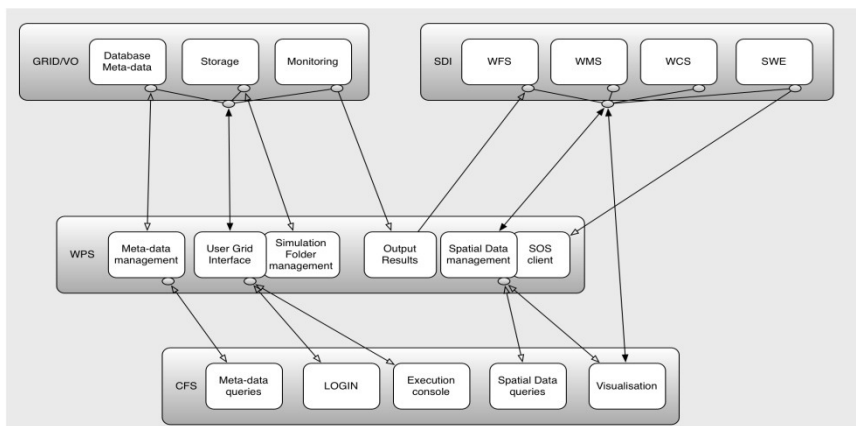 GRID/VO
Database
Meta-data
Storage
Monitoring
SDI
WFS
WMS
WCS
SWE
WPS
Meta-data
management
User Grid
Interface
Simulation
Folder
management
Output
Results
Spatial Data
management
SOS
client
CFS
Meta-data
queries
LOGIN
Execution
console
Spatial Data
queries
Visualisation